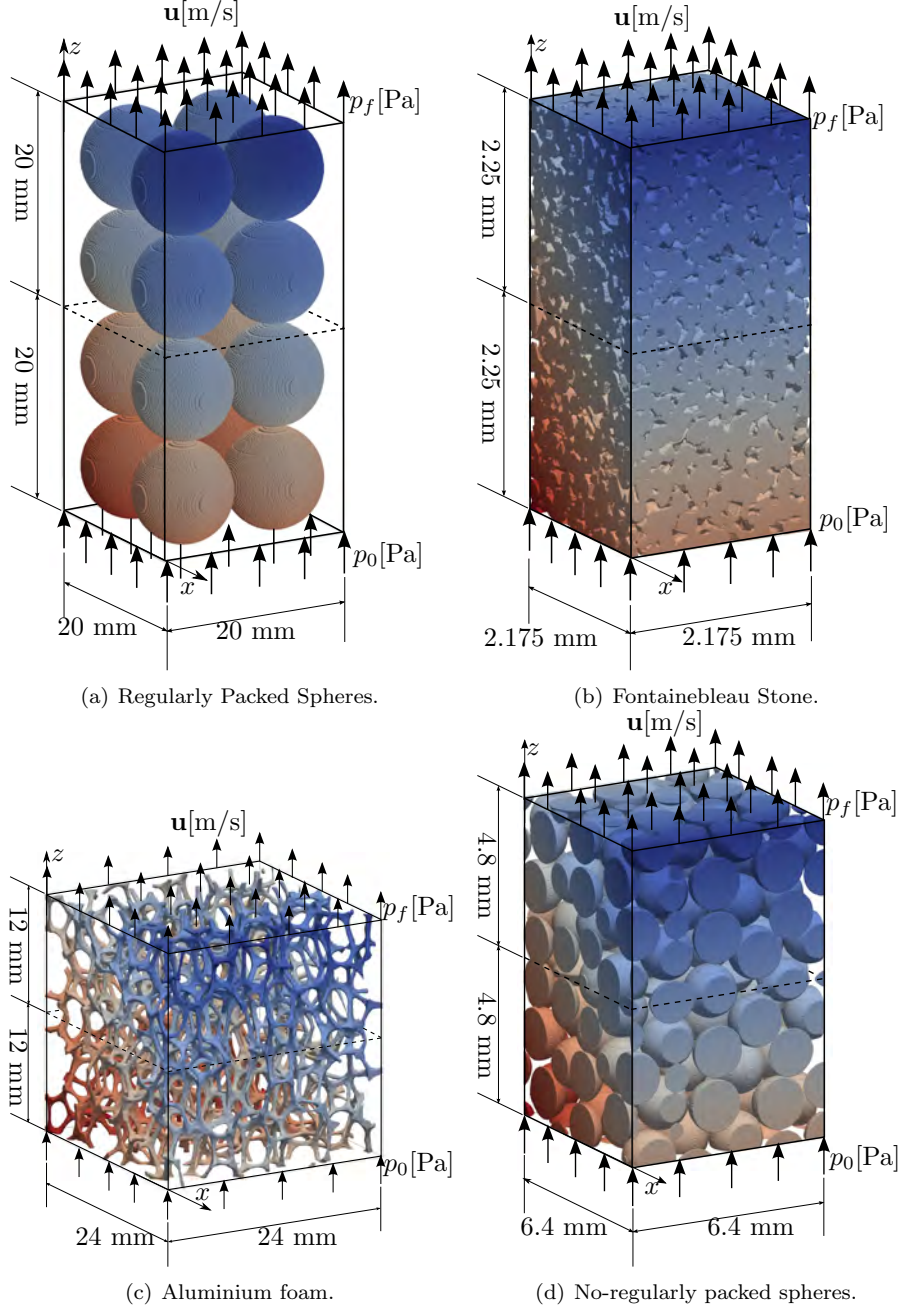 u[m/s]
z
p_f[Pa]
20 mm
20 mm
p_0[Pa]
x
20 mm
20 mm
(a) Regularly Packed Spheres.
u[m/s]
z
p_f[Pa]
2.25 mm
2.25 mm
p_0[Pa]
x
2.175 mm
2.175 mm
(b) Fontainebleau Stone.
u[m/s]
z
p_f[Pa]
12 mm
12 mm
p_0[Pa]
x
24 mm
24 mm
(c) Aluminium foam.
u[m/s]
z
p_f[Pa]
4.8 mm
4.8 mm
p_0[Pa]
x
6.4 mm
6.4 mm
(d) No-regularly packed spheres.